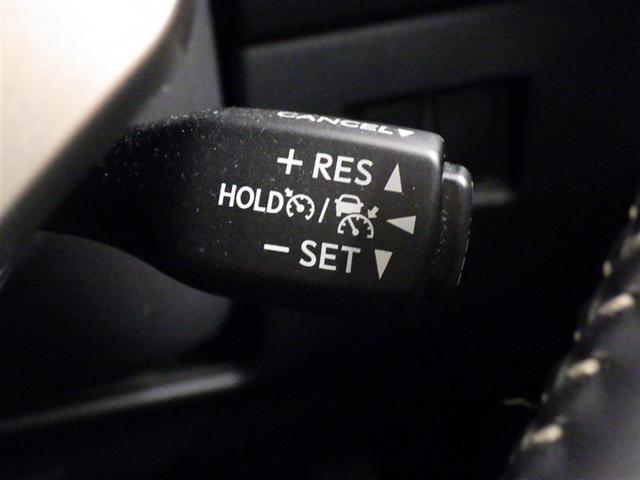 CANCEL▼
+ RES ▲
HOLD / ◀
− SET ▼